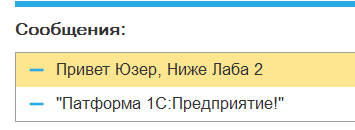 Сообщения:
Привет Юзер, Ниже Лаба 2
"Патформа 1С:Предприятие!"